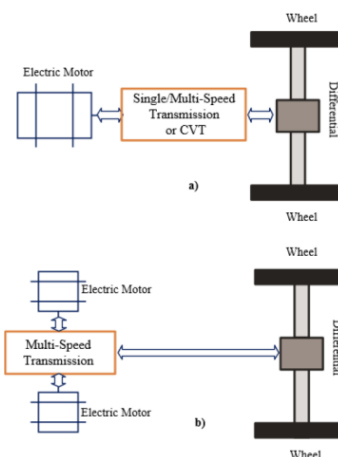 Wheel
Electric Motor
Single/Multi-Speed
Transmission
or CVT
Differential
a)
Wheel
Wheel
Electric Motor
Multi-Speed
Transmission
Differential
Electric Motor
b)
Wheel